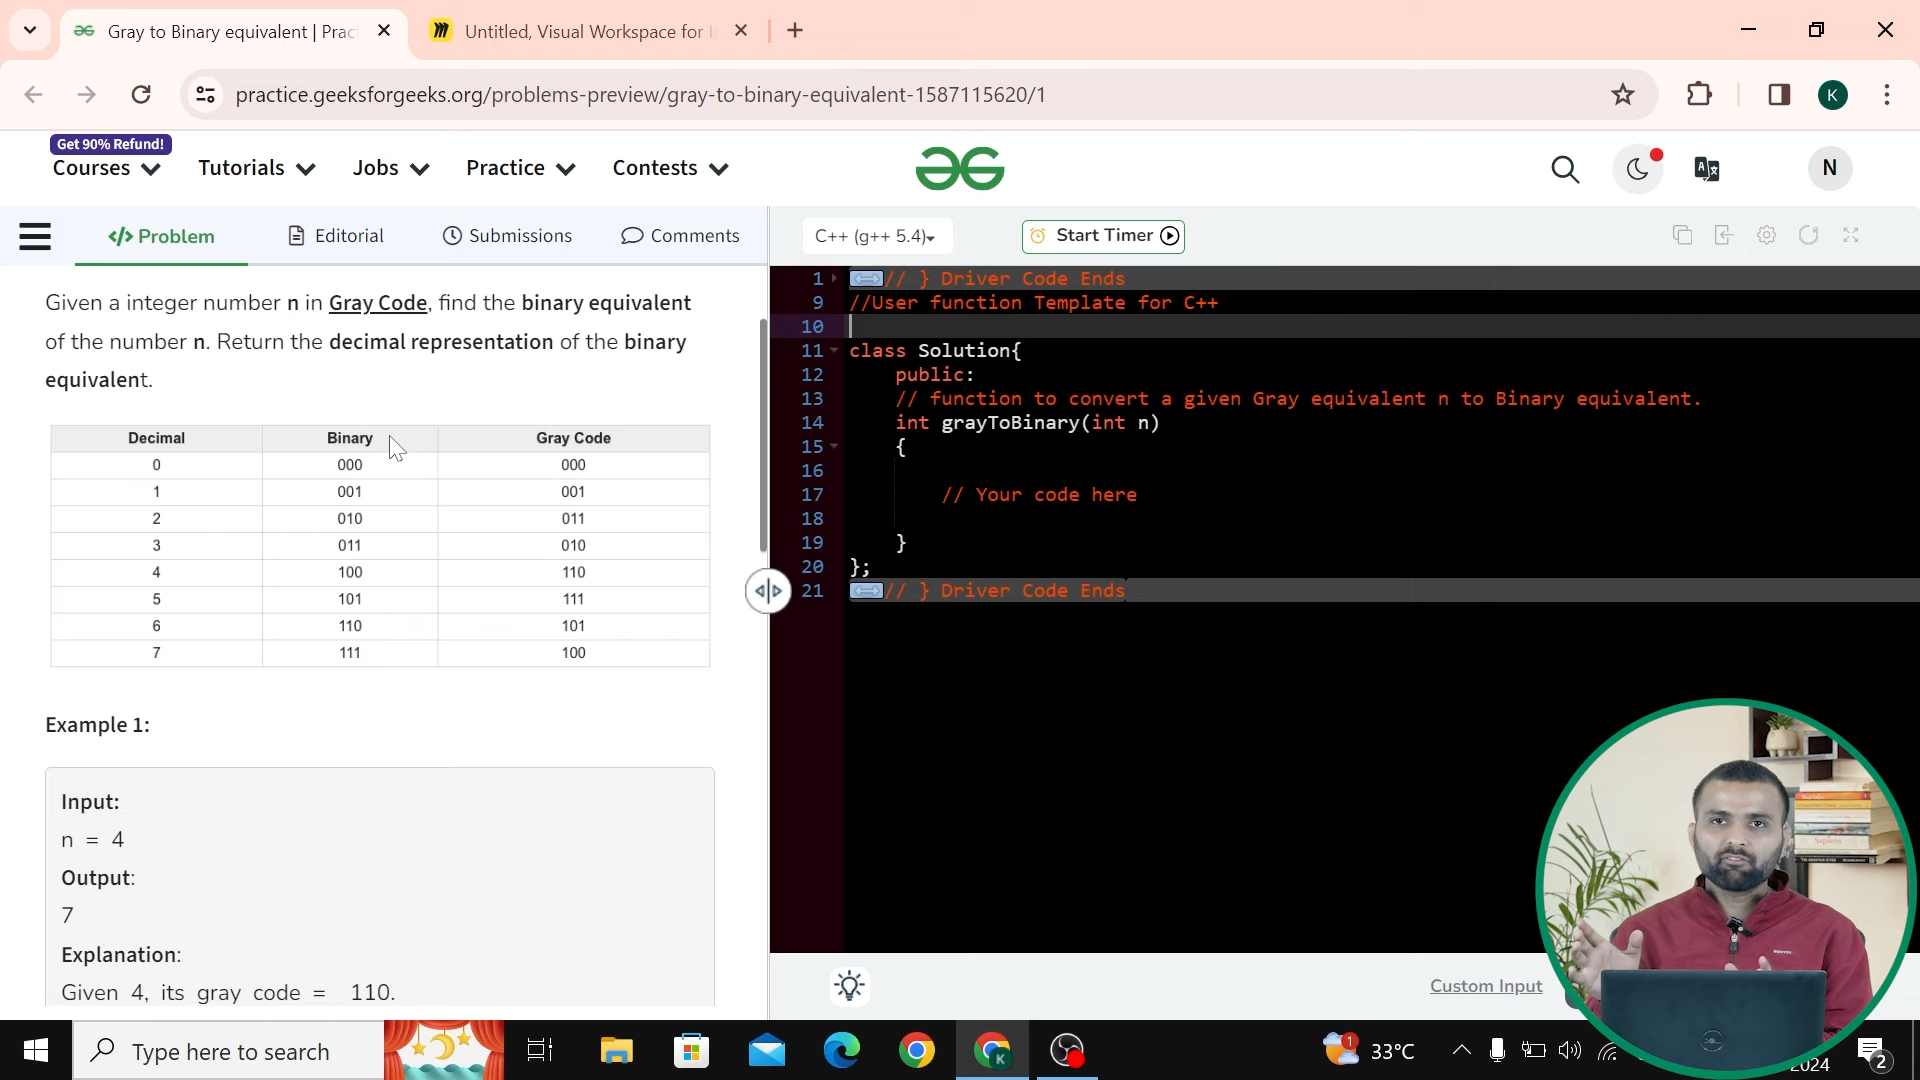 Gray to Binary equivalent | Prac
Untitled, Visual Workspace for I
practice.geeksforgeeks.org/problems-preview/gray-to-binary-equivalent-1587115620/1
K
Get 90% Refund!
Courses
Tutorials
Jobs
Practice
Contests
N
</> Problem
Editorial
Submissions
Comments
C++ (g++ 5.4)
Start Timer
Given a integer number n in Gray Code, find the binary equivalent
of the number n. Return the decimal representation of the binary
equivalent.
Decimal Binary Gray Code
0 000 000
1 001 001
2 010 011
3 011 010
4 100 110
5 101 111
6 110 101
7 111 100
Example 1:
Input:
n = 4
Output:
7
Explanation:
Given 4, its gray code = 110.
1 // } Driver Code Ends
9 //User function Template for C++
10
11 class Solution{
12 public:
13 // function to convert a given Gray equivalent n to Binary equivalent.
14 int grayToBinary(int n)
15 {
16
17 // Your code here
18
19 }
20 };
21 // } Driver Code Ends
Custom Input
Sapiens
Type here to search
K
1
33°C
2024
2